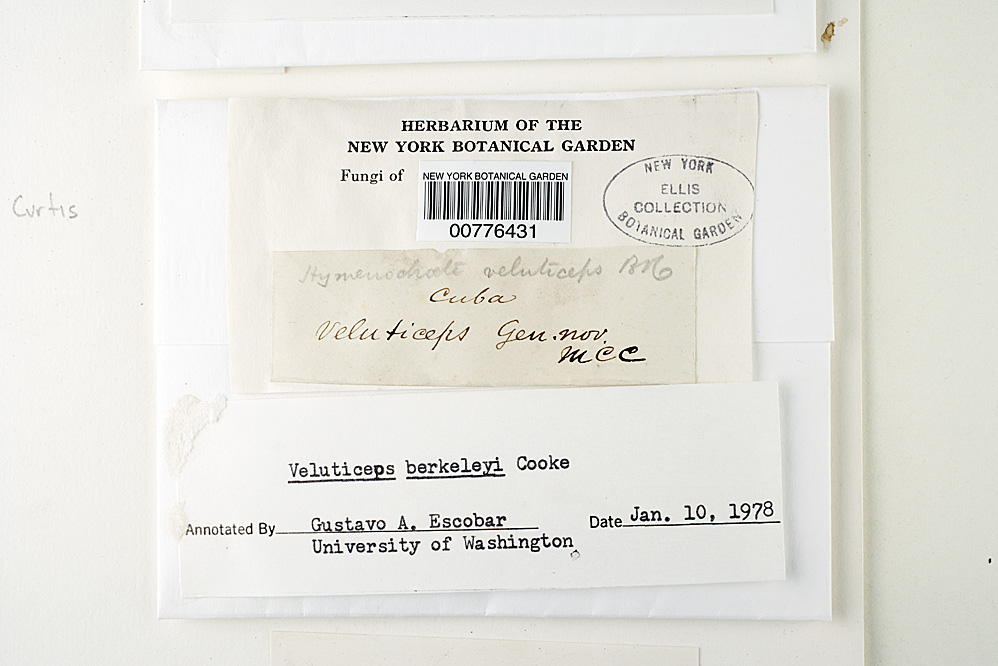 HERBARIUM OF THE
NEW YORK BOTANICAL GARDEN
Fungi of
NEW YORK BOTANICAL GARDEN
00776431
NEW YORK
ELLIS
COLLECTION
BOTANICAL GARDEN
Curtis
Hymenochaete veluticeps B&C
Cuba
Veluticeps Gen. nov.
MCC
Veluticeps berkeleyi Cooke
Annotated By Gustavo A. Escobar Date Jan. 10, 1978
University of Washington